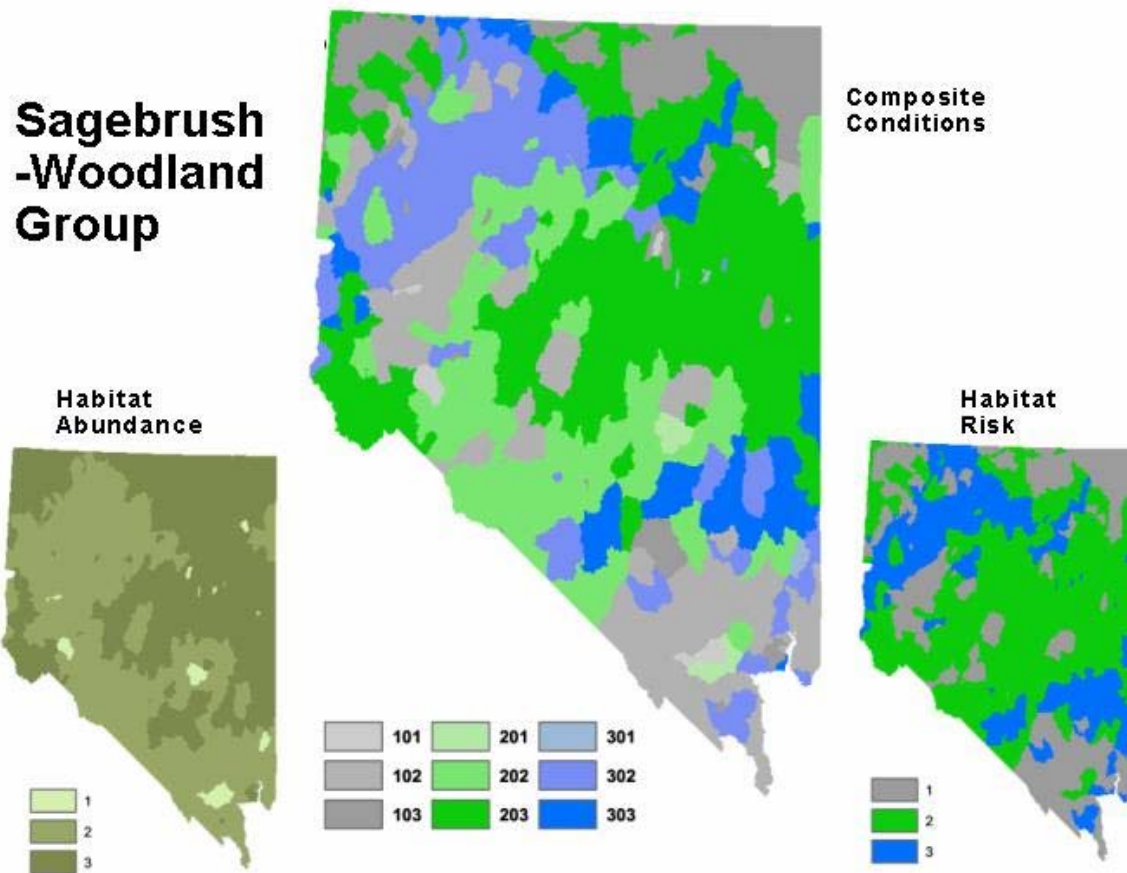 Sagebrush
-Woodland
Group
Composite
Conditions
Habitat
Abundance
Habitat
Risk
1
2
3
101 201 301
102 202 302
103 203 303
1
2
3